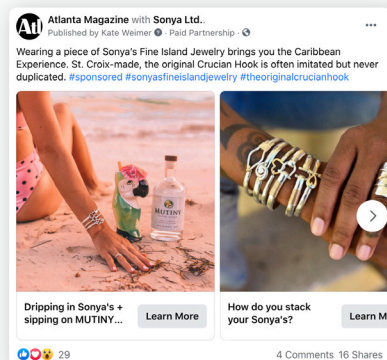 Atlanta Magazine with Sonya Ltd..
Published by Kate Weimer · Paid Partnership ·
Wearing a piece of Sonya's Fine Island Jewelry brings you the Caribbean
Experience. St. Croix-made, the original Crucian Hook is often imitated but never
duplicated. #sponsored #sonyasfineislandjewelry #theoriginalcrucianhook
Atl
MUTINY
Dripping in Sonya's +
sipping on MUTINY...
Learn More
How do you stack
your Sonya's?
Learn M
29
4 Comments 16 Shares